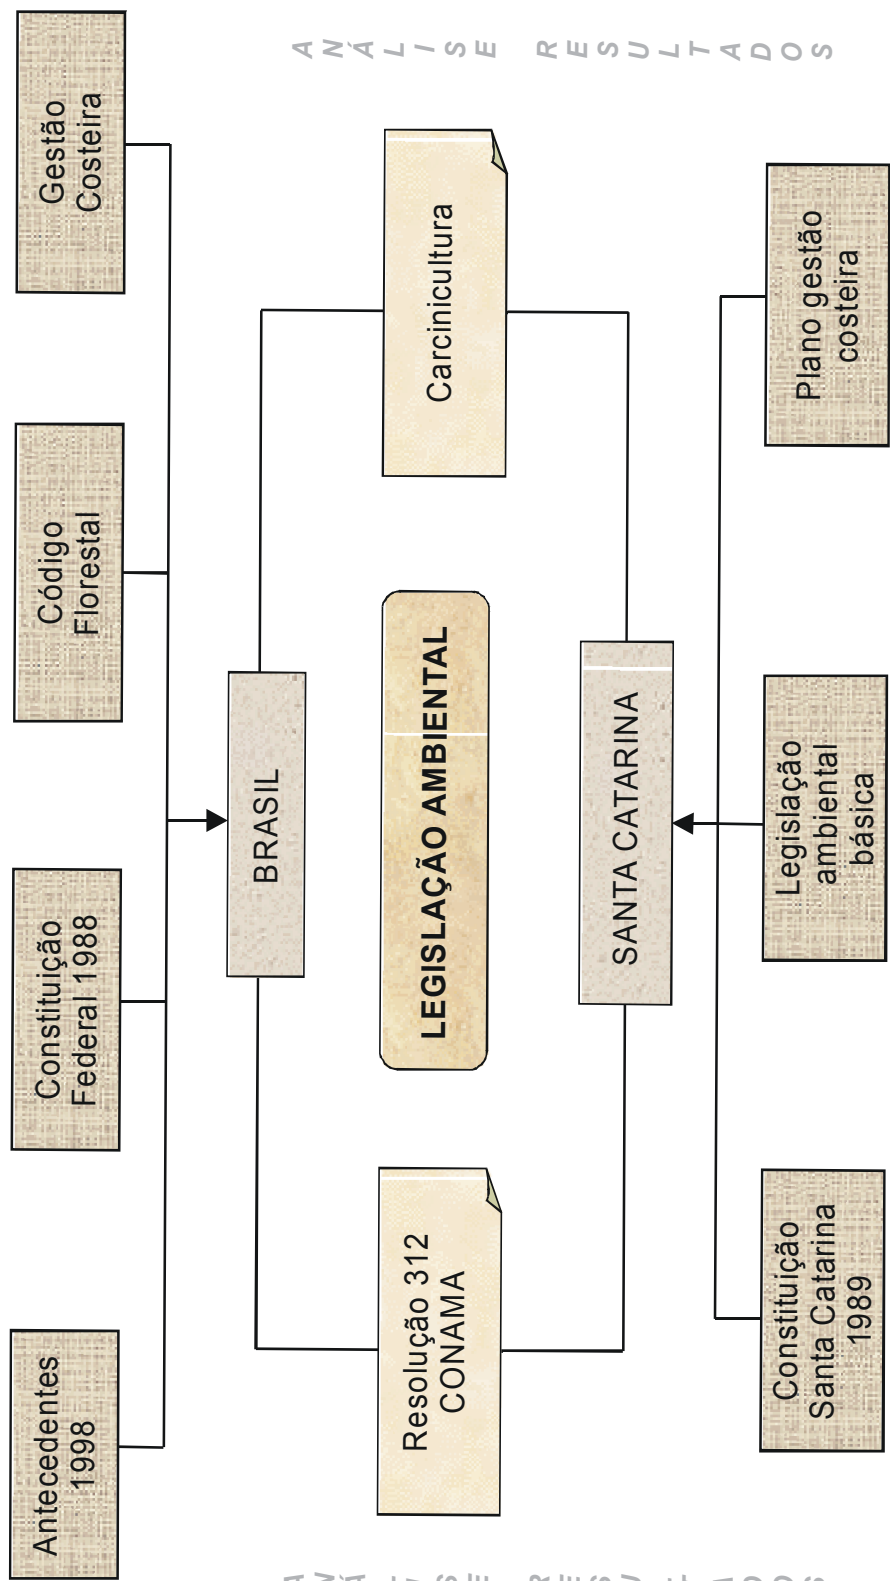 Antecedentes
1998
Constituição
Federal 1988
Código
Florestal
Gestão
Costeira
BRASIL
Resolução 312
CONAMA
LEGISLAÇÃO AMBIENTAL
Carcinicultura
SANTA CATARINA
Constituição
Santa Catarina
1989
Legislação
ambiental
básica
Plano gestão
costeira
ANÁLISE RESULTADOS